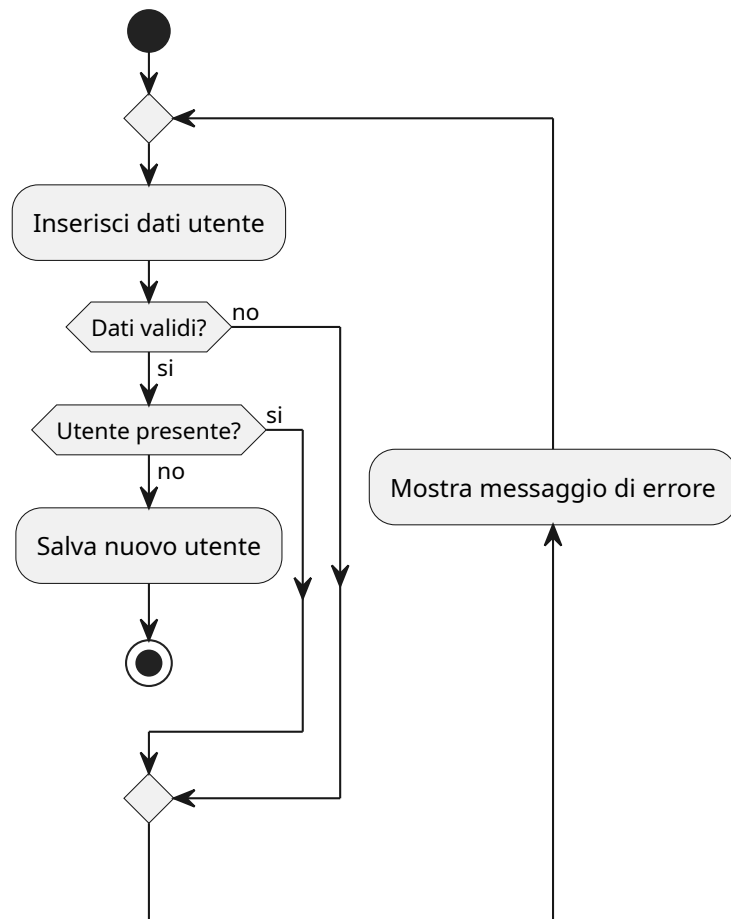 Inserisci dati utente
Dati validi?
no
si
Utente presente?
si
no
Mostra messaggio di errore
Salva nuovo utente